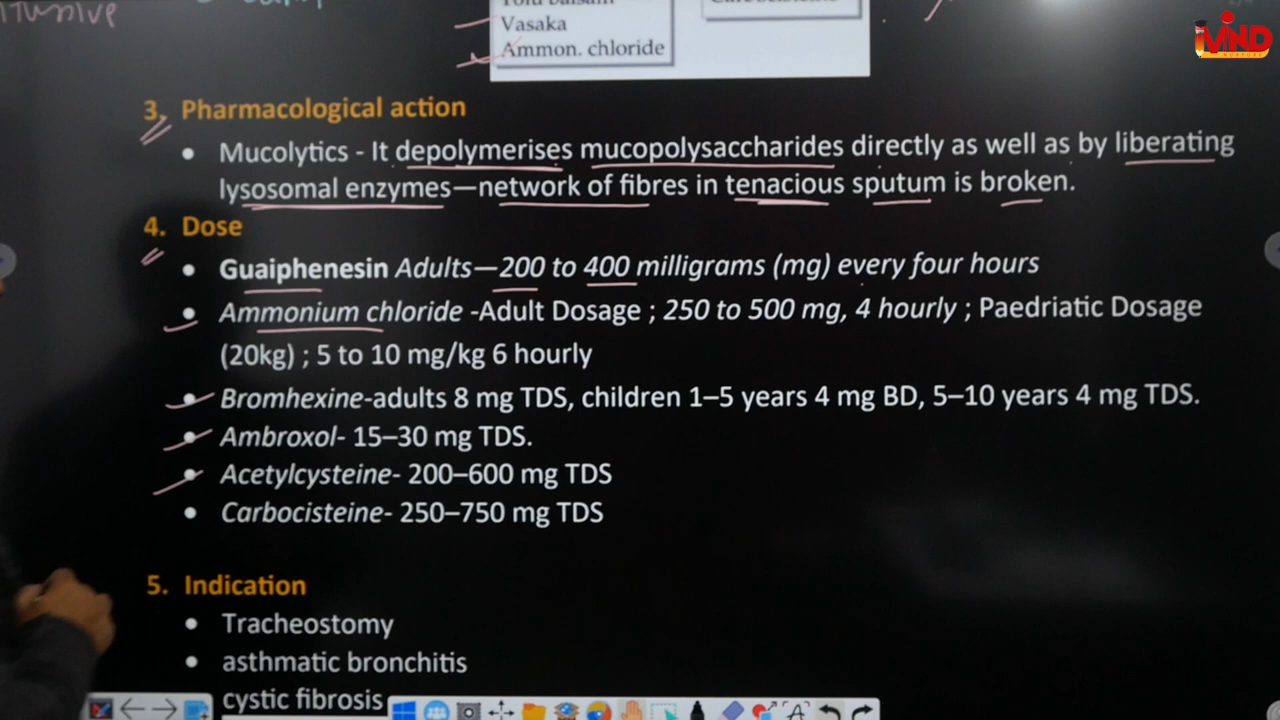 Vasaka
Ammon. chloride
3. Pharmacological action
• Mucolytics - It depolymerises mucopolysaccharides directly as well as by liberating
lysosomal enzymes—network of fibres in tenacious sputum is broken.
4. Dose
• Guaiphenesin Adults—200 to 400 milligrams (mg) every four hours
• Ammonium chloride -Adult Dosage ; 250 to 500 mg, 4 hourly ; Paedriatic Dosage
(20kg) ; 5 to 10 mg/kg 6 hourly
• Bromhexine-adults 8 mg TDS, children 1–5 years 4 mg BD, 5–10 years 4 mg TDS.
• Ambroxol- 15–30 mg TDS.
• Acetylcysteine- 200–600 mg TDS
• Carbocisteine- 250–750 mg TDS
5. Indication
• Tracheostomy
• asthmatic bronchitis
cystic fibrosis
MIND